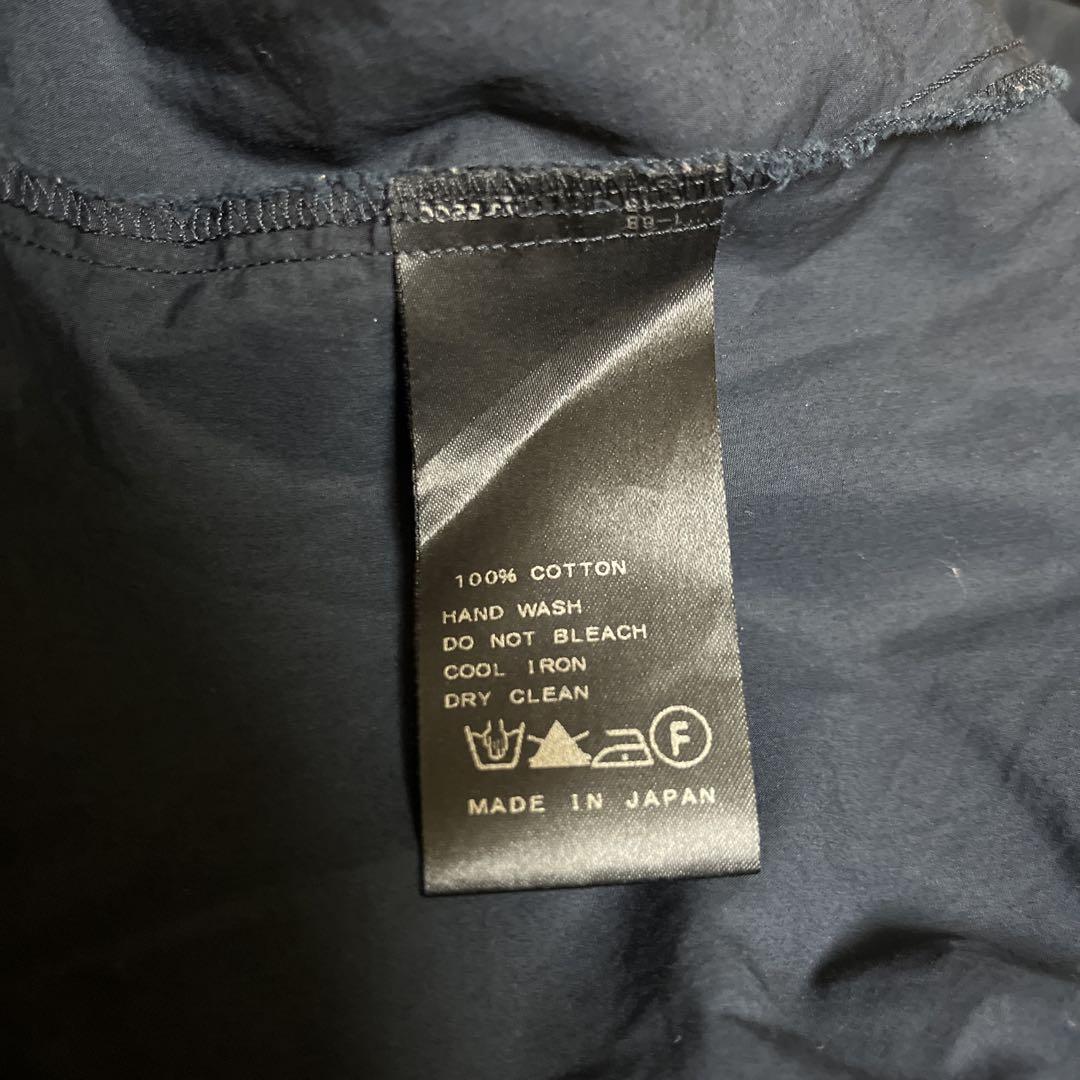 100% COTTON
HAND WASH
DO NOT BLEACH
COOL IRON
DRY CLEAN
F
MADE IN JAPAN